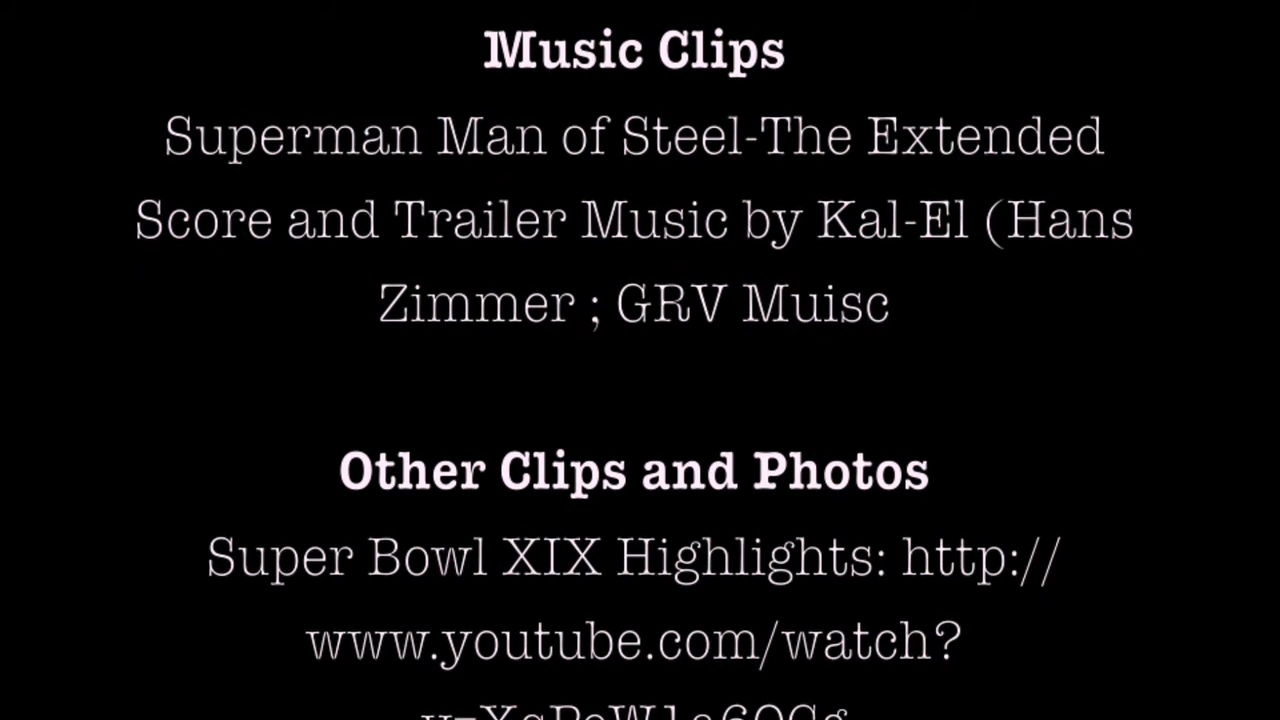 Music Clips
Superman Man of Steel-The Extended
Score and Trailer Music by Kal-El (Hans
Zimmer ; GRV Muisc
Other Clips and Photos
Super Bowl XIX Highlights: http://
www.youtube.com/watch?